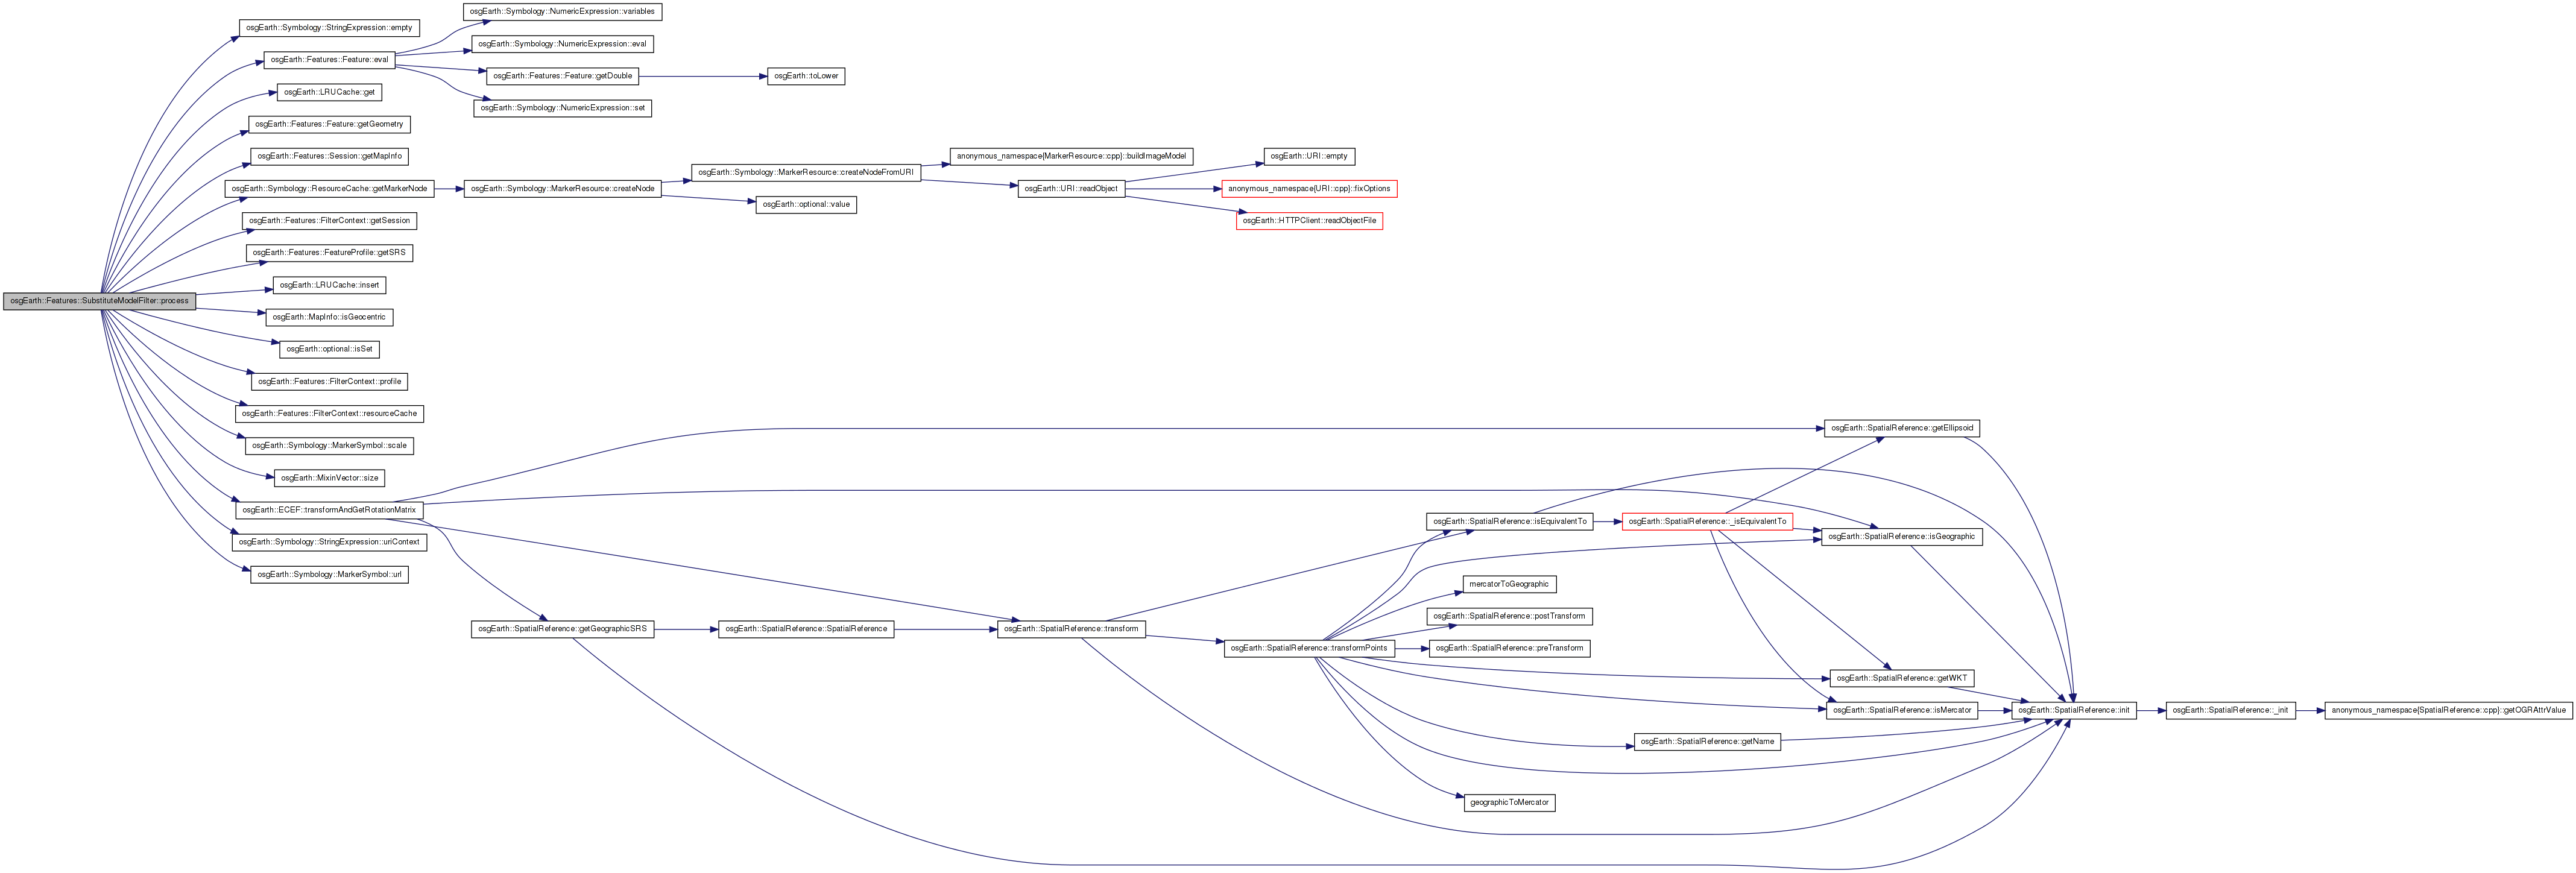 osgEarth::Features::SubstituteModelFilter::process
osgEarth::Symbology::StringExpression::empty
osgEarth::Features::Feature::eval
osgEarth::LRUCache::get
osgEarth::Features::Feature::getGeometry
osgEarth::Features::Session::getMapInfo
osgEarth::Symbology::ResourceCache::getMarkerNode
osgEarth::Features::FilterContext::getSession
osgEarth::Features::FeatureProfile::getSRS
osgEarth::LRUCache::insert
osgEarth::MapInfo::isGeocentric
osgEarth::optional::isSet
osgEarth::Features::FilterContext::profile
osgEarth::Features::FilterContext::resourceCache
osgEarth::Symbology::MarkerSymbol::scale
osgEarth::MixinVector::size
osgEarth::ECEF::transformAndGetRotationMatrix
osgEarth::Symbology::StringExpression::uriContext
osgEarth::Symbology::MarkerSymbol::url
osgEarth::Symbology::NumericExpression::variables
osgEarth::Symbology::NumericExpression::eval
osgEarth::Features::Feature::getDouble
osgEarth::Symbology::NumericExpression::set
osgEarth::toLower
osgEarth::Symbology::MarkerResource::createNode
osgEarth::Symbology::MarkerResource::createNodeFromURI
osgEarth::optional::value
anonymous_namespace{MarkerResource::cpp}::buildImageModel
osgEarth::URI::readObject
osgEarth::URI::empty
anonymous_namespace{URI::cpp}::fixOptions
osgEarth::HTTPClient::readObjectFile
osgEarth::SpatialReference::getGeographicSRS
osgEarth::SpatialReference::SpatialReference
osgEarth::SpatialReference::transform
osgEarth::SpatialReference::transformPoints
osgEarth::SpatialReference::isEquivalentTo
mercatorToGeographic
osgEarth::SpatialReference::postTransform
osgEarth::SpatialReference::preTransform
geographicToMercator
osgEarth::SpatialReference::_isEquivalentTo
osgEarth::SpatialReference::getName
osgEarth::SpatialReference::getEllipsoid
osgEarth::SpatialReference::isGeographic
osgEarth::SpatialReference::getWKT
osgEarth::SpatialReference::isMercator
osgEarth::SpatialReference::init
osgEarth::SpatialReference::_init
anonymous_namespace{SpatialReference::cpp}::getOGRAttrValue